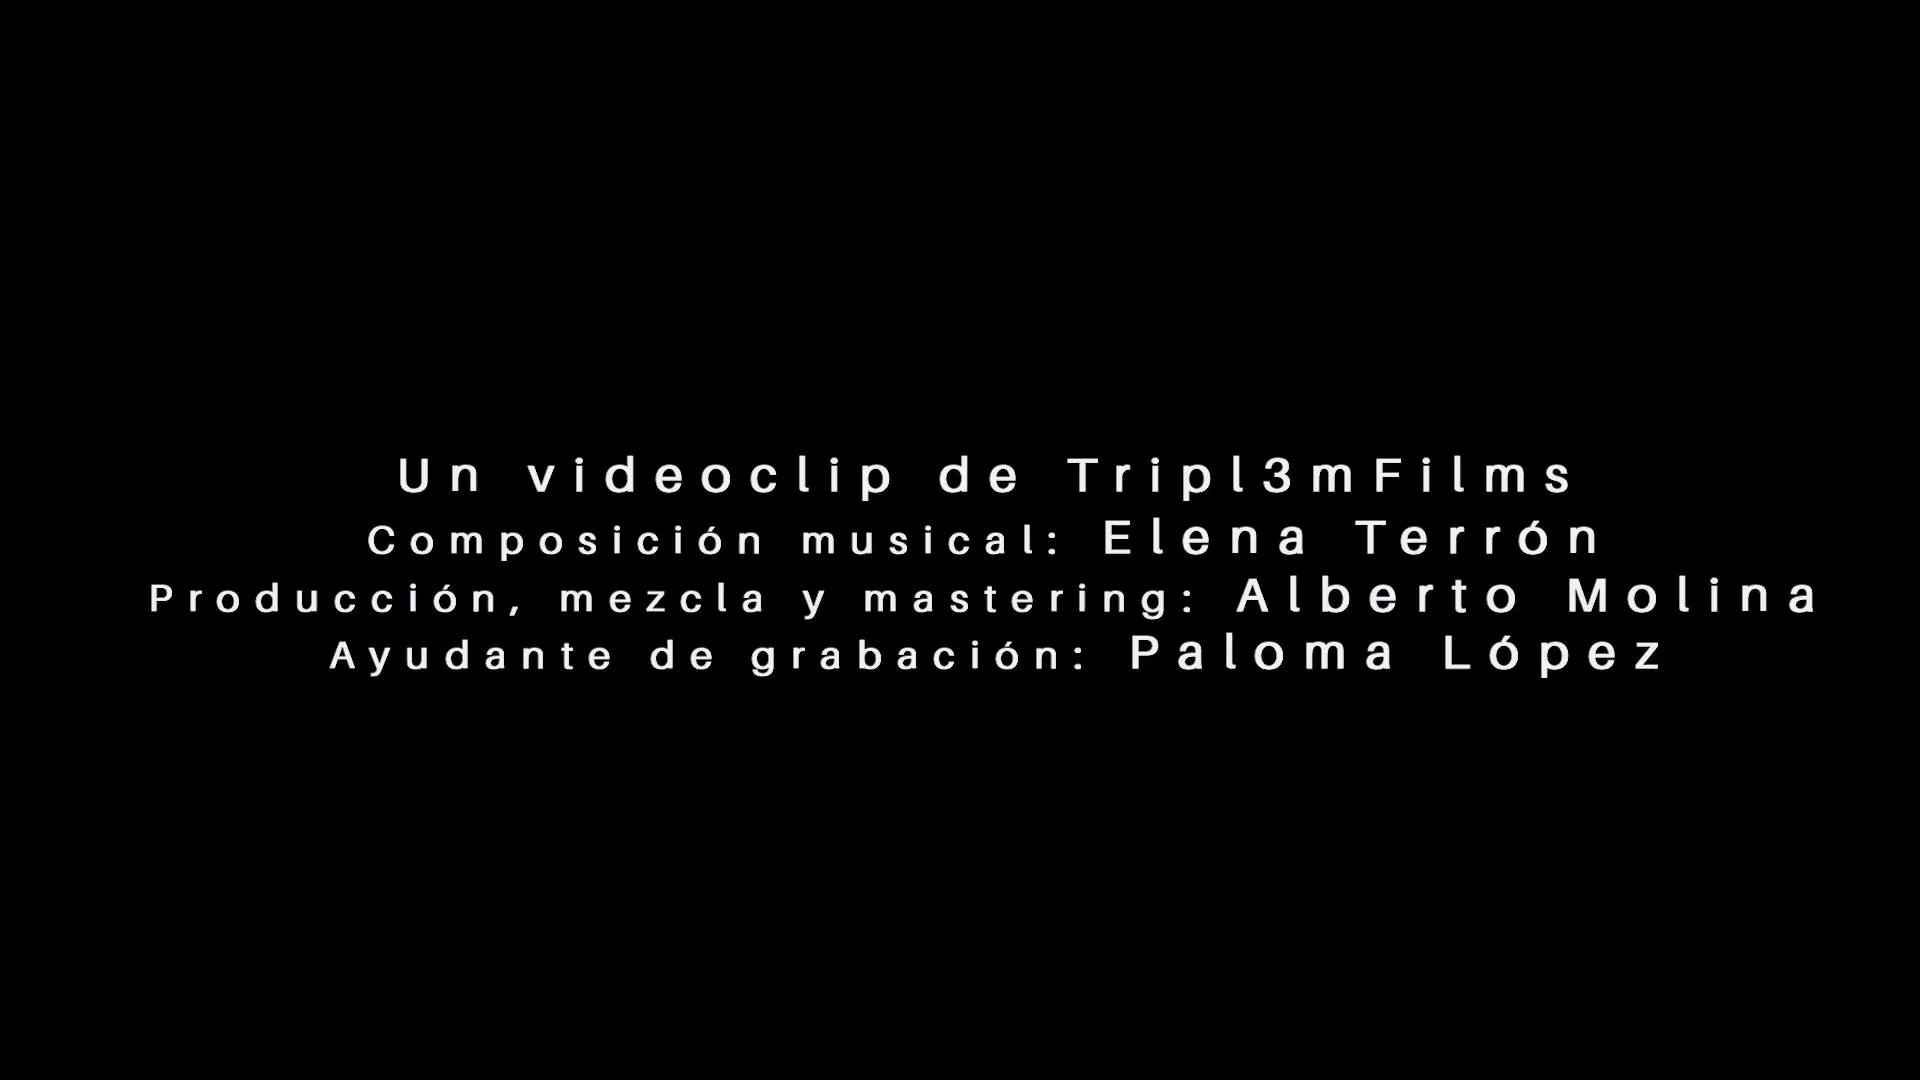 Un videoclip de Tripl3mFilms
Composición musical: Elena Terrón
Producción, mezcla y mastering: Alberto Molina
Ayudante de grabación: Paloma López